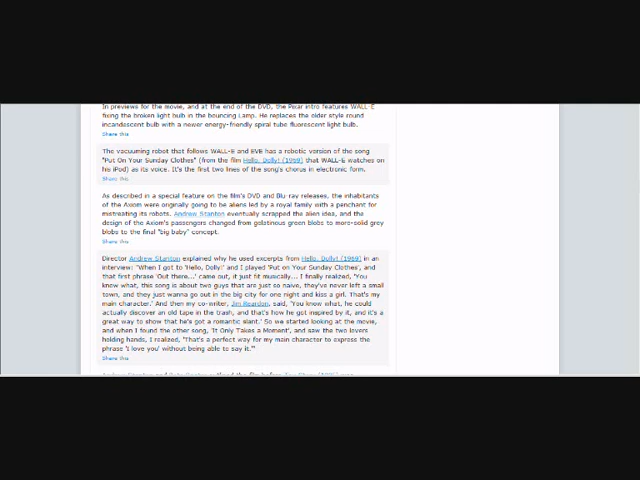 In previews for the movie, and at the end of the DVD, the Pixar intro features WALL-E
fixing the broken light bulb in the bouncing Lamp. He replaces the older style round
incandescent bulb with a newer energy-friendly spiral tube fluorescent light bulb.
Share this
The vacuuming robot that follows WALL-E and EVE has a robotic version of the song
"Put On Your Sunday Clothes" (from the film Hello, Dolly! (1969) that WALL-E watches on
his iPod) as its voice. It's the first two lines of the song's chorus in electronic form.
Share this
As described in a special feature on the film's DVD and Blu-ray releases, the inhabitants
of the Axiom were originally going to be aliens led by a royal family with a penchant for
mistreating its robots. Andrew Stanton eventually scrapped the alien idea, and the
design of the Axiom's passengers changed from gelatinous green blobs to more-solid grey
blobs to the final "big baby" concept.
Share this
Director Andrew Stanton explained why he used excerpts from Hello, Dolly! (1969) in an
interview: "When I got to 'Hello, Dolly!' and I played 'Put on Your Sunday Clothes', and
that first phrase 'Out there...' came out, it just fit musically... I finally realized, 'You
know what, this song is about two guys that are just so naive, they've never left a small
town, and they just wanna go out in the big city for one night and kiss a girl. That's my
main character.' And then my co-writer, Jim Reardon, said, 'You know what, he could
actually discover an old tape in the trash, and that's how he got inspired by it, and it's a
great way to show that he's got a romantic slant.' So we started looking at the movie,
and when I found the other song, 'It Only Takes a Moment', and saw the two lovers
holding hands, I realized, "That's a perfect way for my main character to express the
phrase 'I love you' without being able to say it."'
Share this